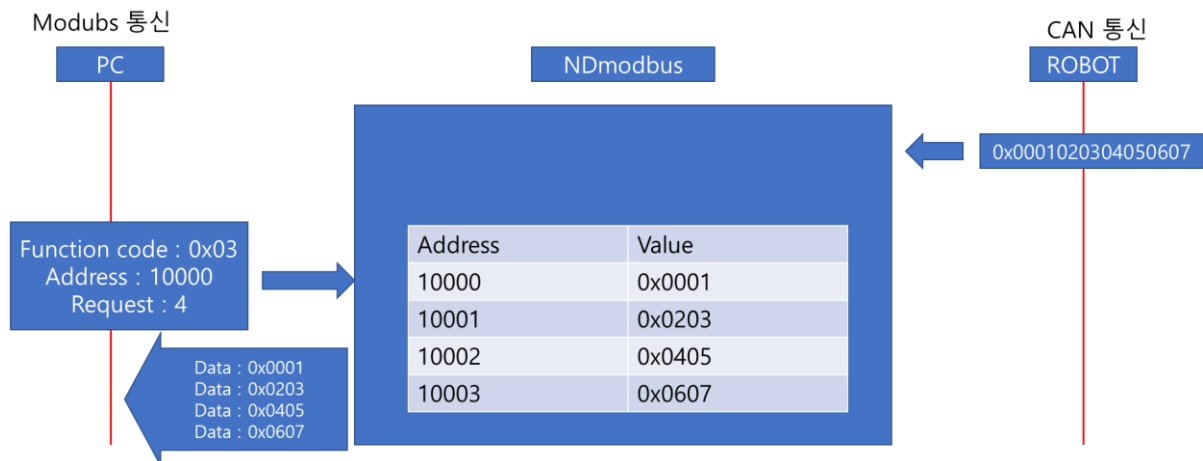 Modubs 통신
PC
NDmodbus
CAN 통신
ROBOT
0x0001020304050607
Function code : 0x03
Address : 10000
Request : 4
Address Value
10000 0x0001
10001 0x0203
10002 0x0405
10003 0x0607
Data : 0x0001
Data : 0x0203
Data : 0x0405
Data : 0x0607